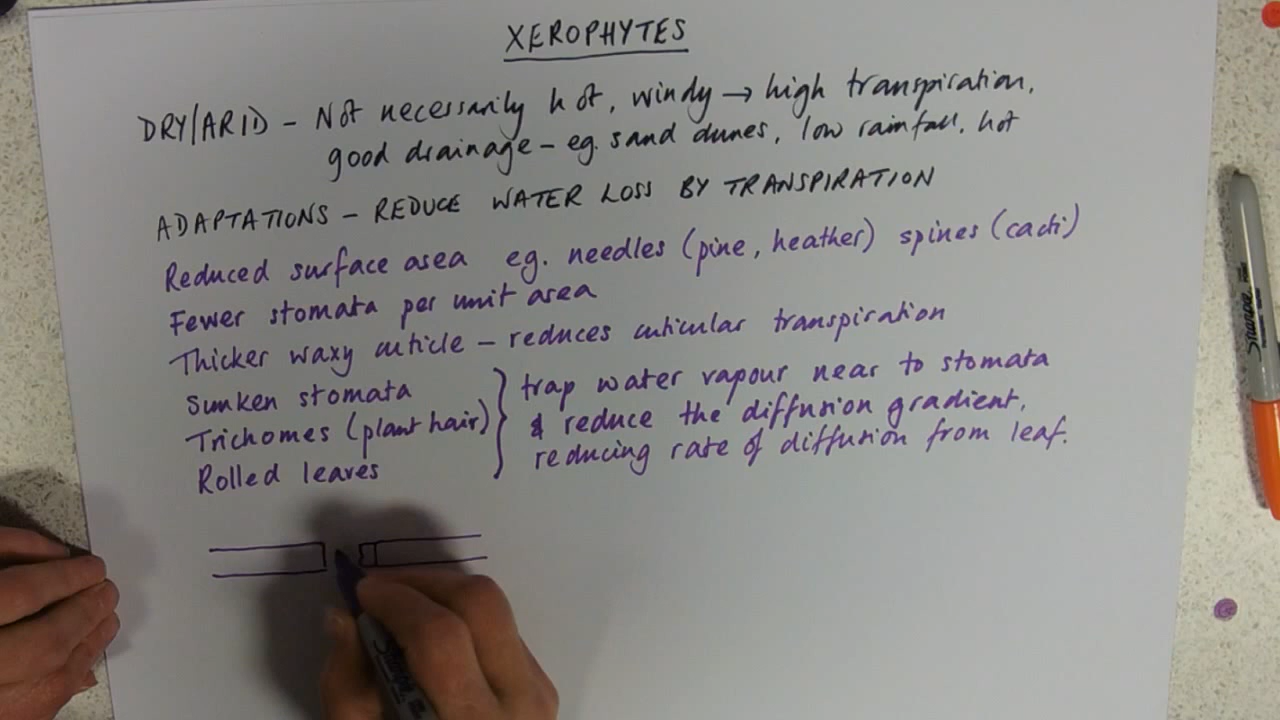 XEROPHYTES
DRY/ARID - Not necessarily hot, windy → high transpiration,
good drainage - eg. sand dunes, low rainfall, hot
ADAPTATIONS - REDUCE WATER LOSS BY TRANSPIRATION
Reduced surface area eg. needles (pine, heather) spines (cacti)
Fewer stomata per unit area
Thicker waxy cuticle - reduces cuticular transpiration
Sunken stomata } trap water vapour near to stomata
Trichomes (plant hair) & reduce the diffusion gradient,
Rolled leaves reducing rate of diffusion from leaf.
Sharpie
Sharpie